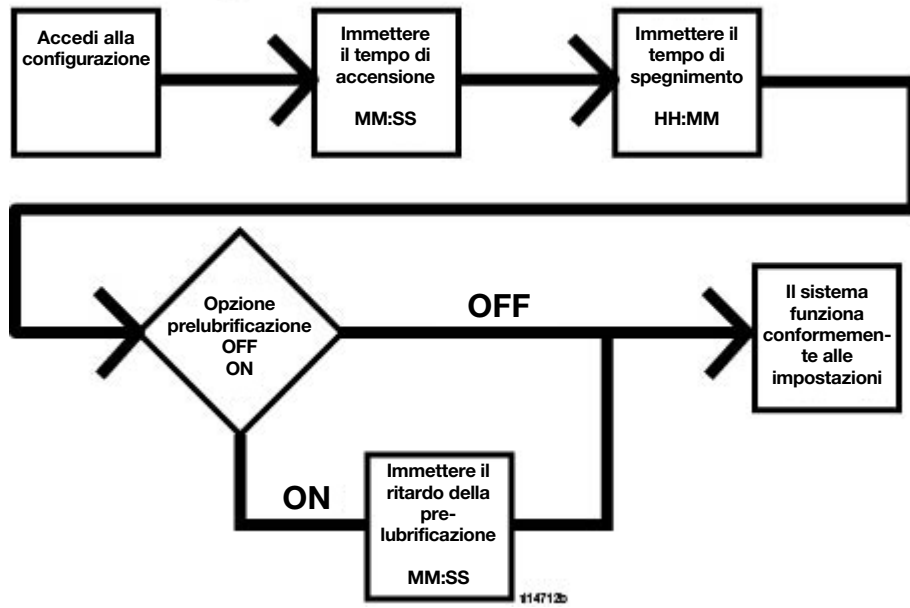 Accedi alla
configurazione
Immettere
il tempo di
accensione
MM:SS
Immettere il
tempo di
spegnimento
HH:MM
Opzione
prelubrificazione
OFF
ON
OFF
Il sistema
funziona
conformemen-
te alle
impostazioni
ON
Immettere il
ritardo della
pre-
lubrificazione
MM:SS
ti14712b